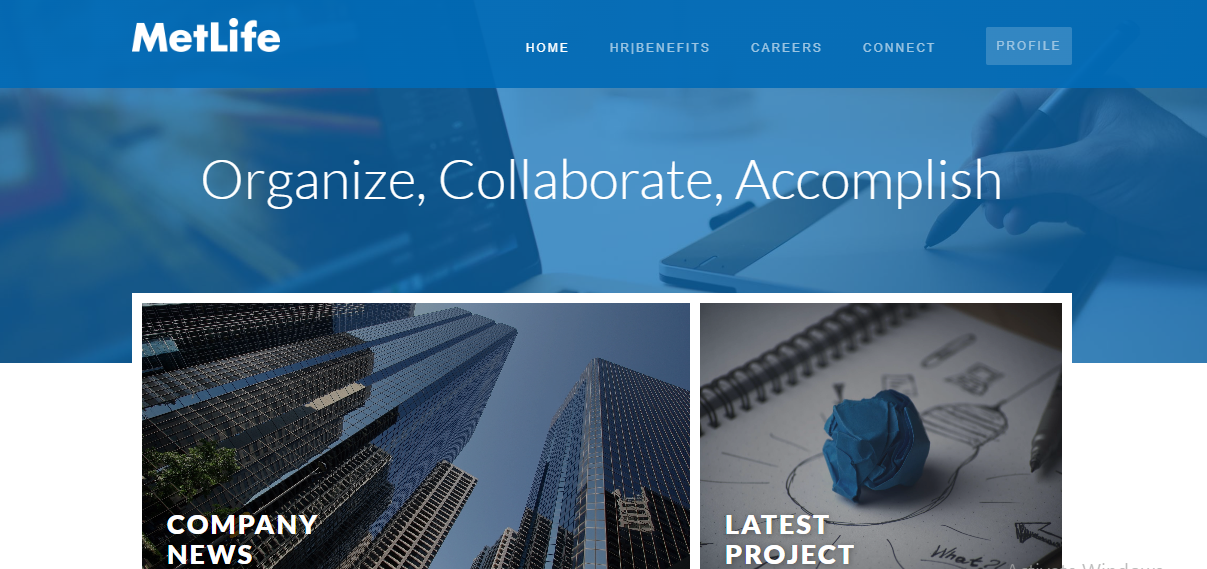 MetLife
HOME HR|BENEFITS CAREERS CONNECT PROFILE
Organize, Collaborate, Accomplish
COMPANY
NEWS
LATEST
PROJECT
What?!
Activate Windows